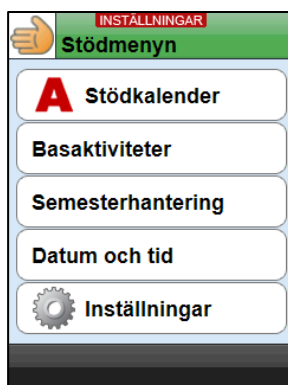 INSTÄLLNINGAR
Stödmenyn
A Stödkalender
Basaktiviteter
Semesterhantering
Datum och tid
Inställningar